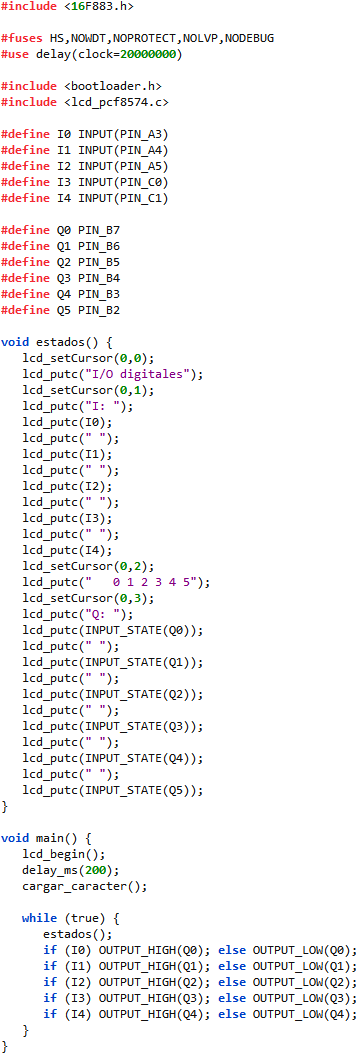 #include <16F883.h>
#fuses HS,NOWDT,NOPROTECT,NOLVP,NODEBUG
#use delay(clock=20000000)
#include <bootloader.h>
#include <lcd_pcf8574.c>
#define I0 INPUT(PIN_A3)
#define I1 INPUT(PIN_A4)
#define I2 INPUT(PIN_A5)
#define I3 INPUT(PIN_C0)
#define I4 INPUT(PIN_C1)
#define Q0 PIN_B7
#define Q1 PIN_B6
#define Q2 PIN_B5
#define Q3 PIN_B4
#define Q4 PIN_B3
#define Q5 PIN_B2
void estados() {
   lcd_setCursor(0,0);
   lcd_putc("I/O digitales");
   lcd_setCursor(0,1);
   lcd_putc("I: ");
   lcd_putc(I0);
   lcd_putc(" ");
   lcd_putc(I1);
   lcd_putc(" ");
   lcd_putc(I2);
   lcd_putc(" ");
   lcd_putc(I3);
   lcd_putc(" ");
   lcd_putc(I4);
   lcd_setCursor(0,2);
   lcd_putc("   0 1 2 3 4 5");
   lcd_setCursor(0,3);
   lcd_putc("Q: ");
   lcd_putc(INPUT_STATE(Q0));
   lcd_putc(" ");
   lcd_putc(INPUT_STATE(Q1));
   lcd_putc(" ");
   lcd_putc(INPUT_STATE(Q2));
   lcd_putc(" ");
   lcd_putc(INPUT_STATE(Q3));
   lcd_putc(" ");
   lcd_putc(INPUT_STATE(Q4));
   lcd_putc(" ");
   lcd_putc(INPUT_STATE(Q5));
}
void main() {
   lcd_begin();
   delay_ms(200);
   cargar_caracter();
   while (true) {
      estados();
      if (I0) OUTPUT_HIGH(Q0); else OUTPUT_LOW(Q0);
      if (I1) OUTPUT_HIGH(Q1); else OUTPUT_LOW(Q1);
      if (I2) OUTPUT_HIGH(Q2); else OUTPUT_LOW(Q2);
      if (I3) OUTPUT_HIGH(Q3); else OUTPUT_LOW(Q3);
      if (I4) OUTPUT_HIGH(Q4); else OUTPUT_LOW(Q4);
   }
}